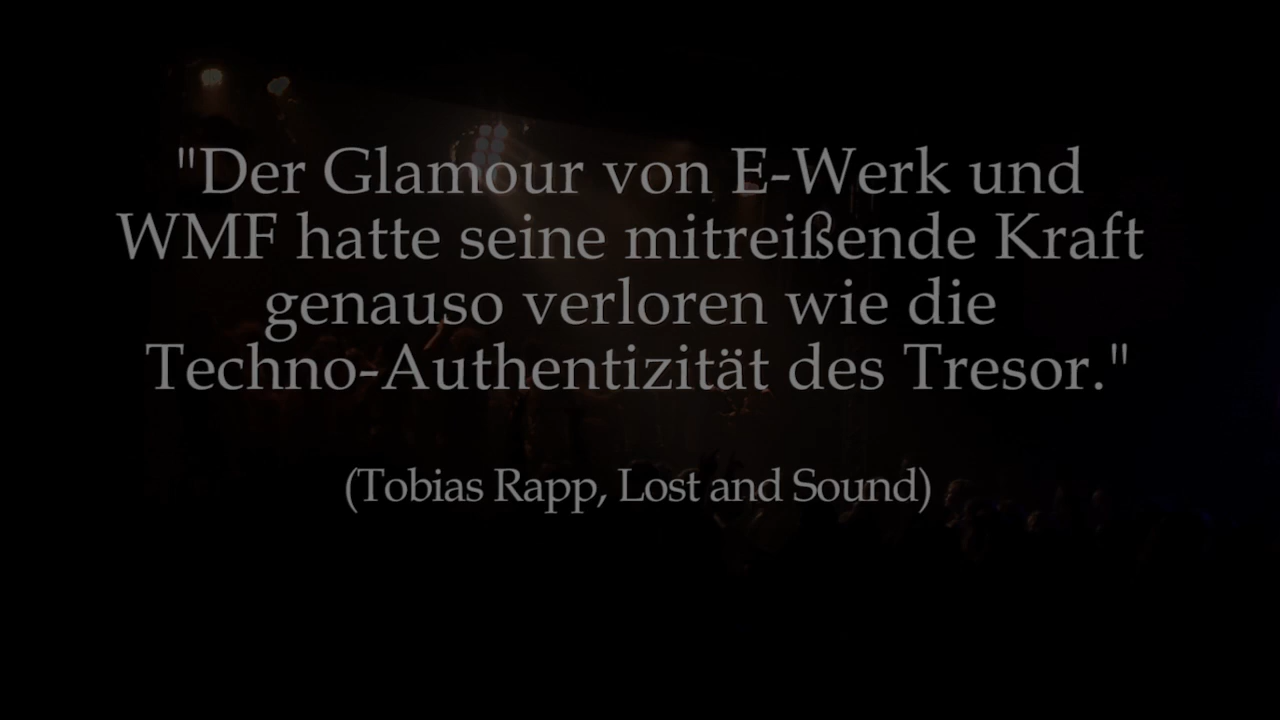 "Der Glamour von E-Werk und
WMF hatte seine mitreißende Kraft
genauso verloren wie die
Techno-Authentizität des Tresor."
(Tobias Rapp, Lost and Sound)